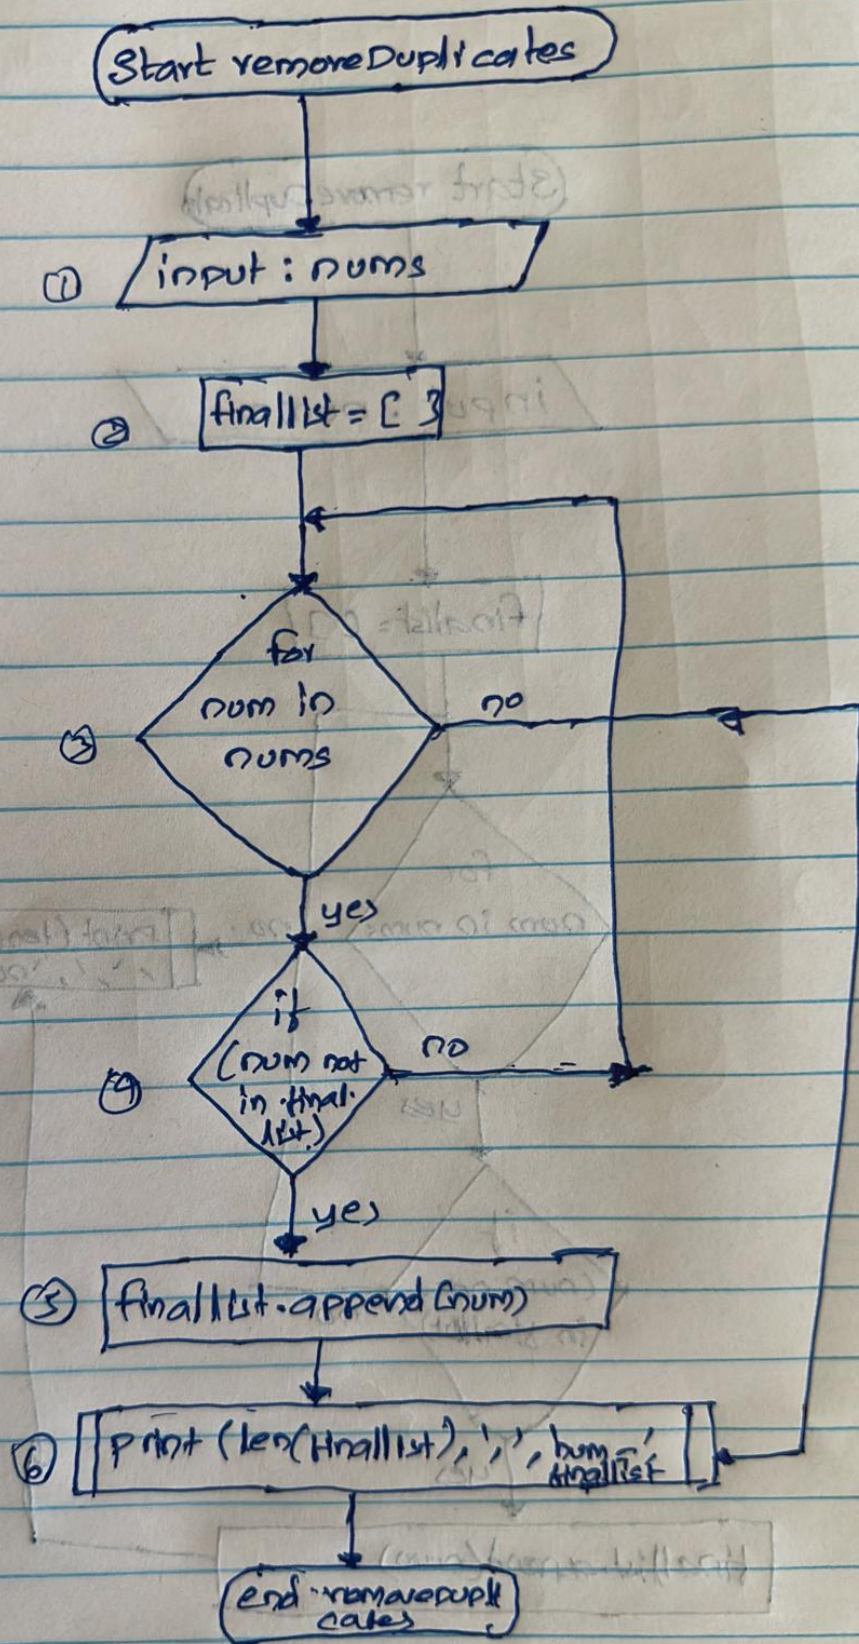 Start removeDuplicates
① input : nums
② finallist = [ ]
③ for
num in
nums
no
yes
④ if
(num not
in final
list)
no
yes
⑤ finallist.append(num)
⑥ print (len(finallist), ',',
finallist
end removeDupli
cates